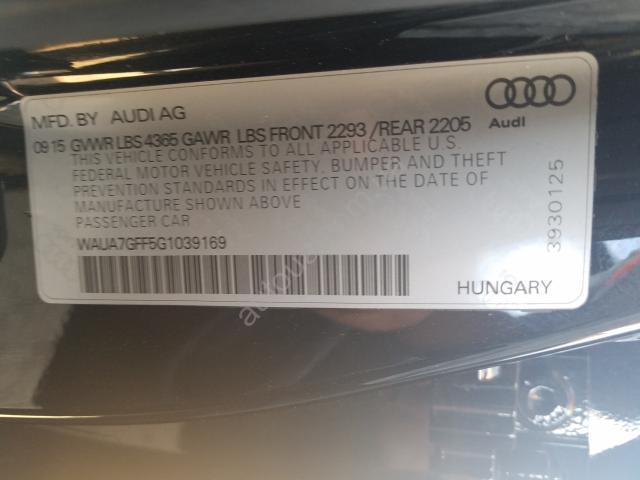 MFD. BY AUDI AG
09 15 GVWR LBS 4365 GAWR LBS FRONT 2293 /REAR 2205
THIS VEHICLE CONFORMS TO ALL APPLICABLE U.S.
FEDERAL MOTOR VEHICLE SAFETY, BUMPER AND THEFT
PREVENTION STANDARDS IN EFFECT ON THE DATE OF
MANUFACTURE SHOWN ABOVE
PASSENGER CAR
WAUA7GFF5G1039169
Audi
3930125
HUNGARY